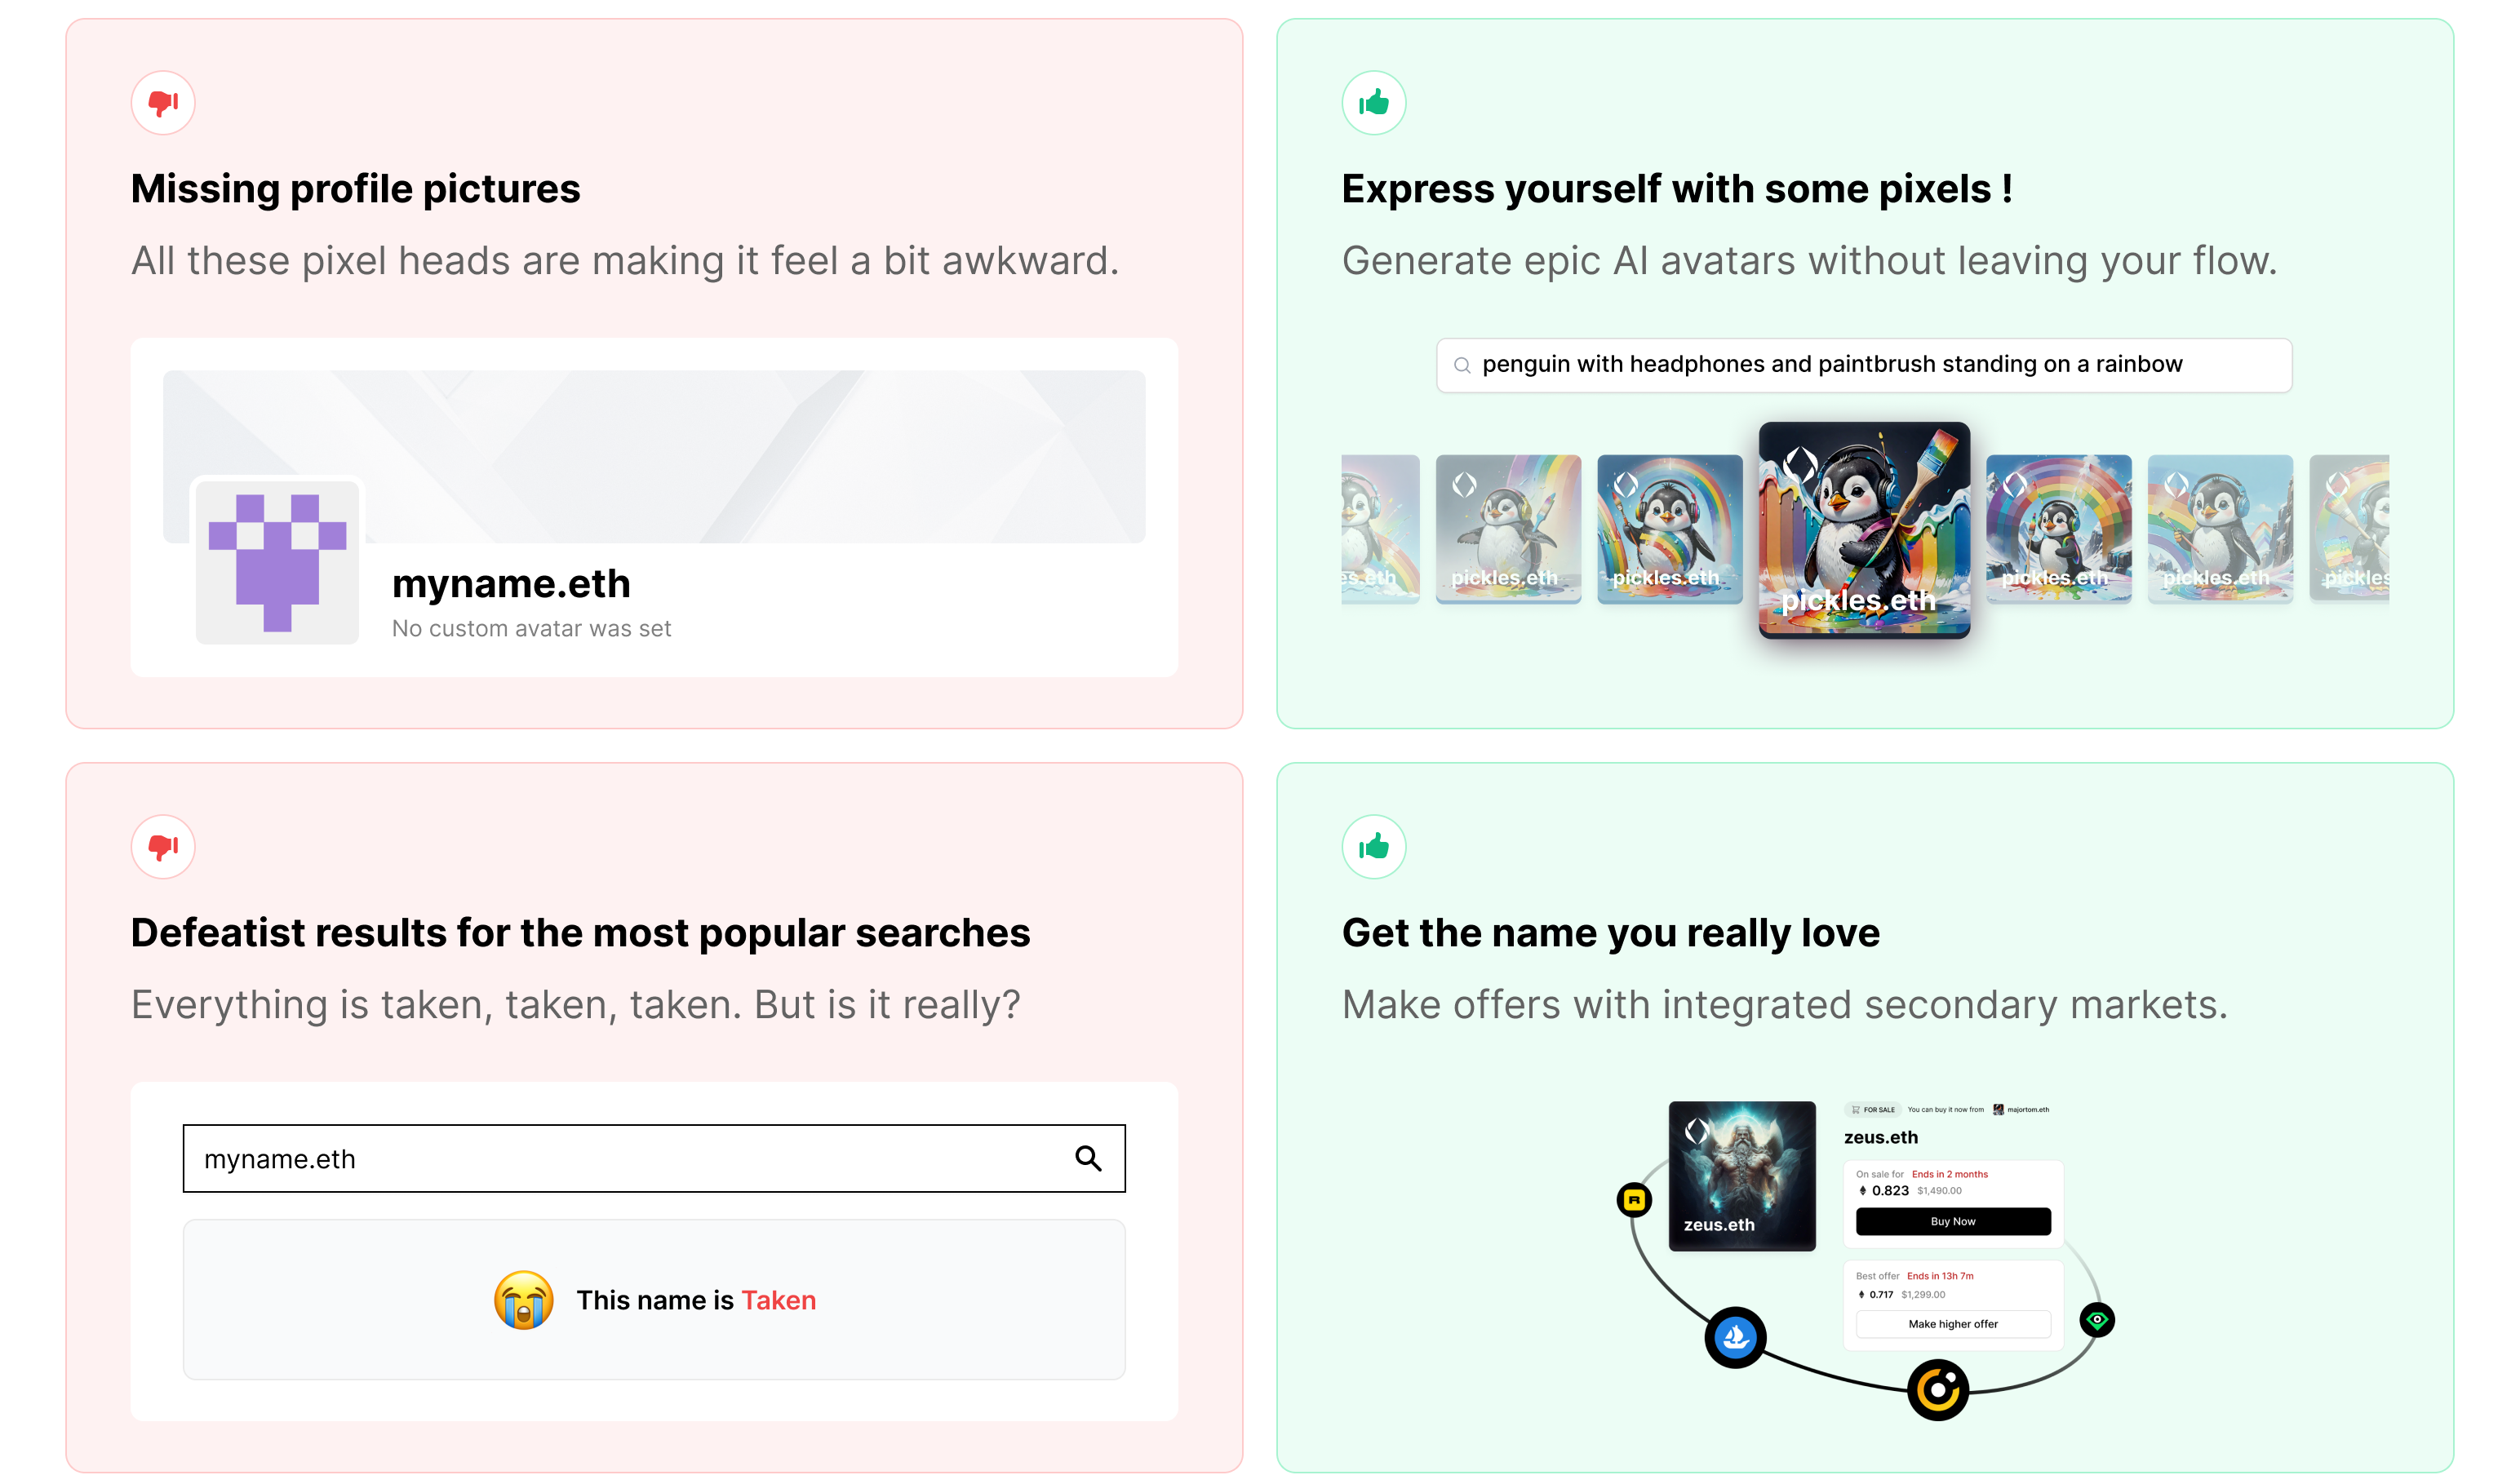 Missing profile pictures
All these pixel heads are making it feel a bit awkward.
myname.eth
No custom avatar was set
Express yourself with some pixels !
Generate epic AI avatars without leaving your flow.
penguin with headphones and paintbrush standing on a rainbow
es.eth
pickles.eth
pickles.eth
pickles.eth
pickles.eth
pickles.eth
pickles
Defeatist results for the most popular searches
Everything is taken, taken, taken. But is it really?
myname.eth
This name is Taken
Get the name you really love
Make offers with integrated secondary markets.
zeus.eth
FOR SALE You can buy it now from majortom.eth
zeus.eth
On sale for Ends in 2 months
0.823 $1,490.00
Buy Now
Best offer Ends in 13h 7m
0.717 $1,299.00
Make higher offer
R